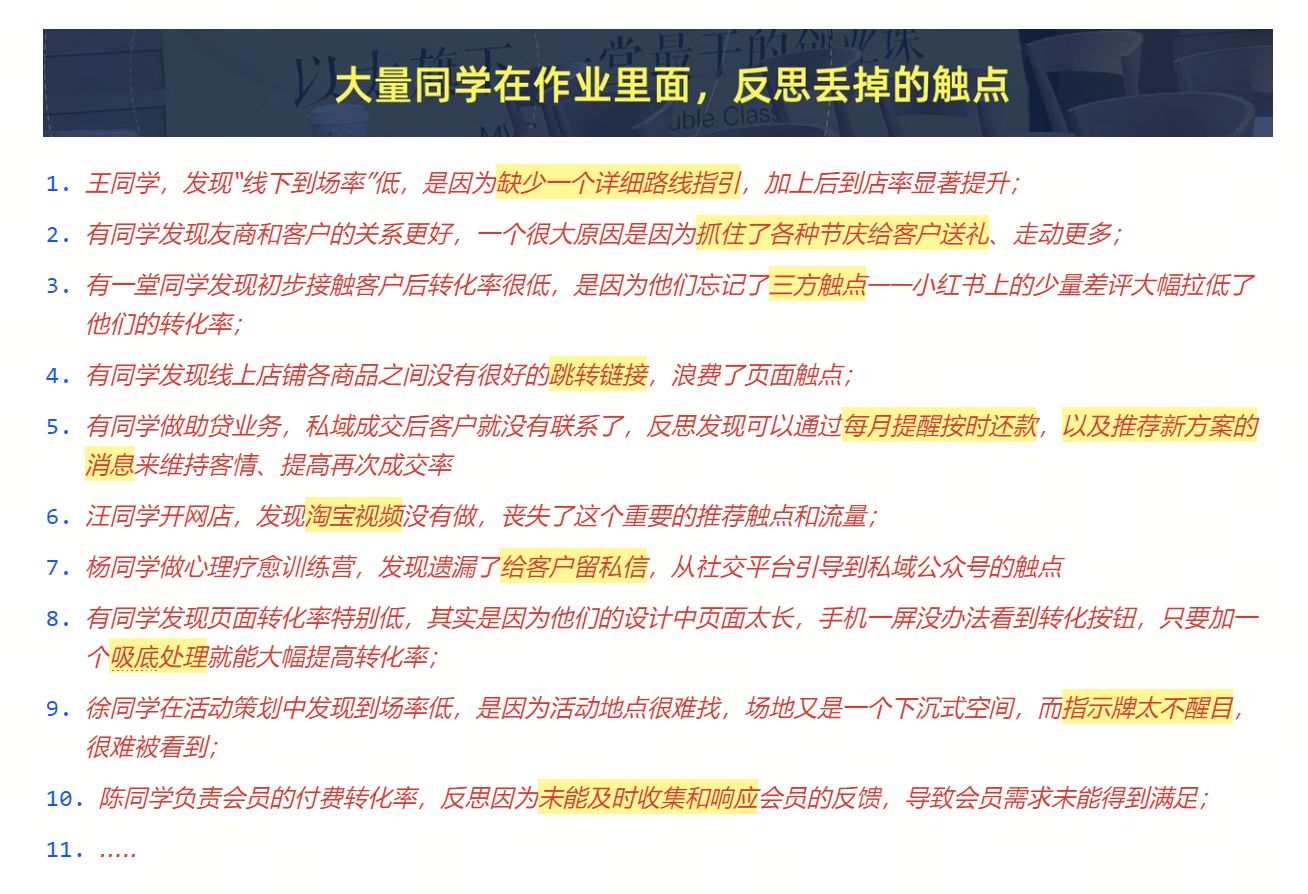 大量同学在作业里面，反思丢掉的触点
1. 王同学，发现“线下到场率”低，是因为缺少一个详细路线指引，加上后到店率显著提升；
2. 有同学发现友商和客户的关系更好，一个很大原因是因为抓住了各种节庆给客户送礼、走动更多；
3. 有一堂同学发现初步接触客户后转化率很低，是因为他们忘记了三方触点——小红书上的少量差评大幅拉低了
他们的转化率；
4. 有同学发现线上店铺各商品之间没有很好的跳转链接，浪费了页面触点；
5. 有同学做助贷业务，私域成交后客户就没有联系了，反思发现可以通过每月提醒按时还款，以及推荐新方案的
消息来维持客情、提高再次成交率
6. 汪同学开网店，发现淘宝视频没有做，丧失了这个重要的推荐触点和流量；
7. 杨同学做心理疗愈训练营，发现遗漏了给客户留私信，从社交平台引导到私域公众号的触点
8. 有同学发现页面转化率特别低，其实是因为他们的设计中页面太长，手机一屏没办法看到转化按钮，只要加一
个吸底处理就能大幅提高转化率；
9. 徐同学在活动策划中发现到场率低，是因为活动地点很难找，场地又是一个下沉式空间，而指示牌太不醒目，
很难被看到；
10. 陈同学负责会员的付费转化率，反思因为未能及时收集和响应会员的反馈，导致会员需求未能得到满足；
11. .....